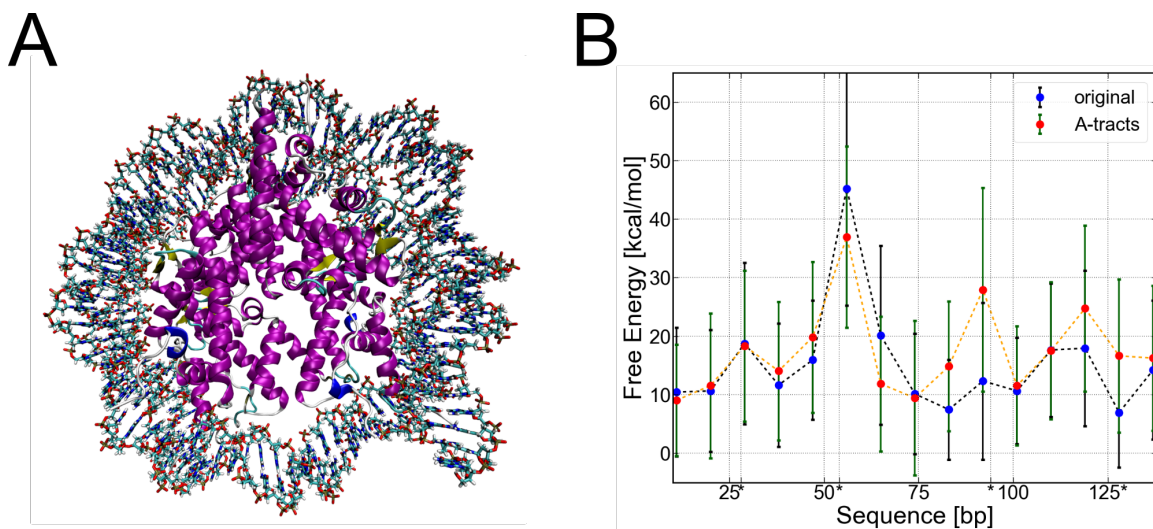 A
B
original
A-tracts
Free Energy [kcal/mol]
60
50
40
30
20
10
0
25* 50* 75 *100 125*
Sequence [bp]